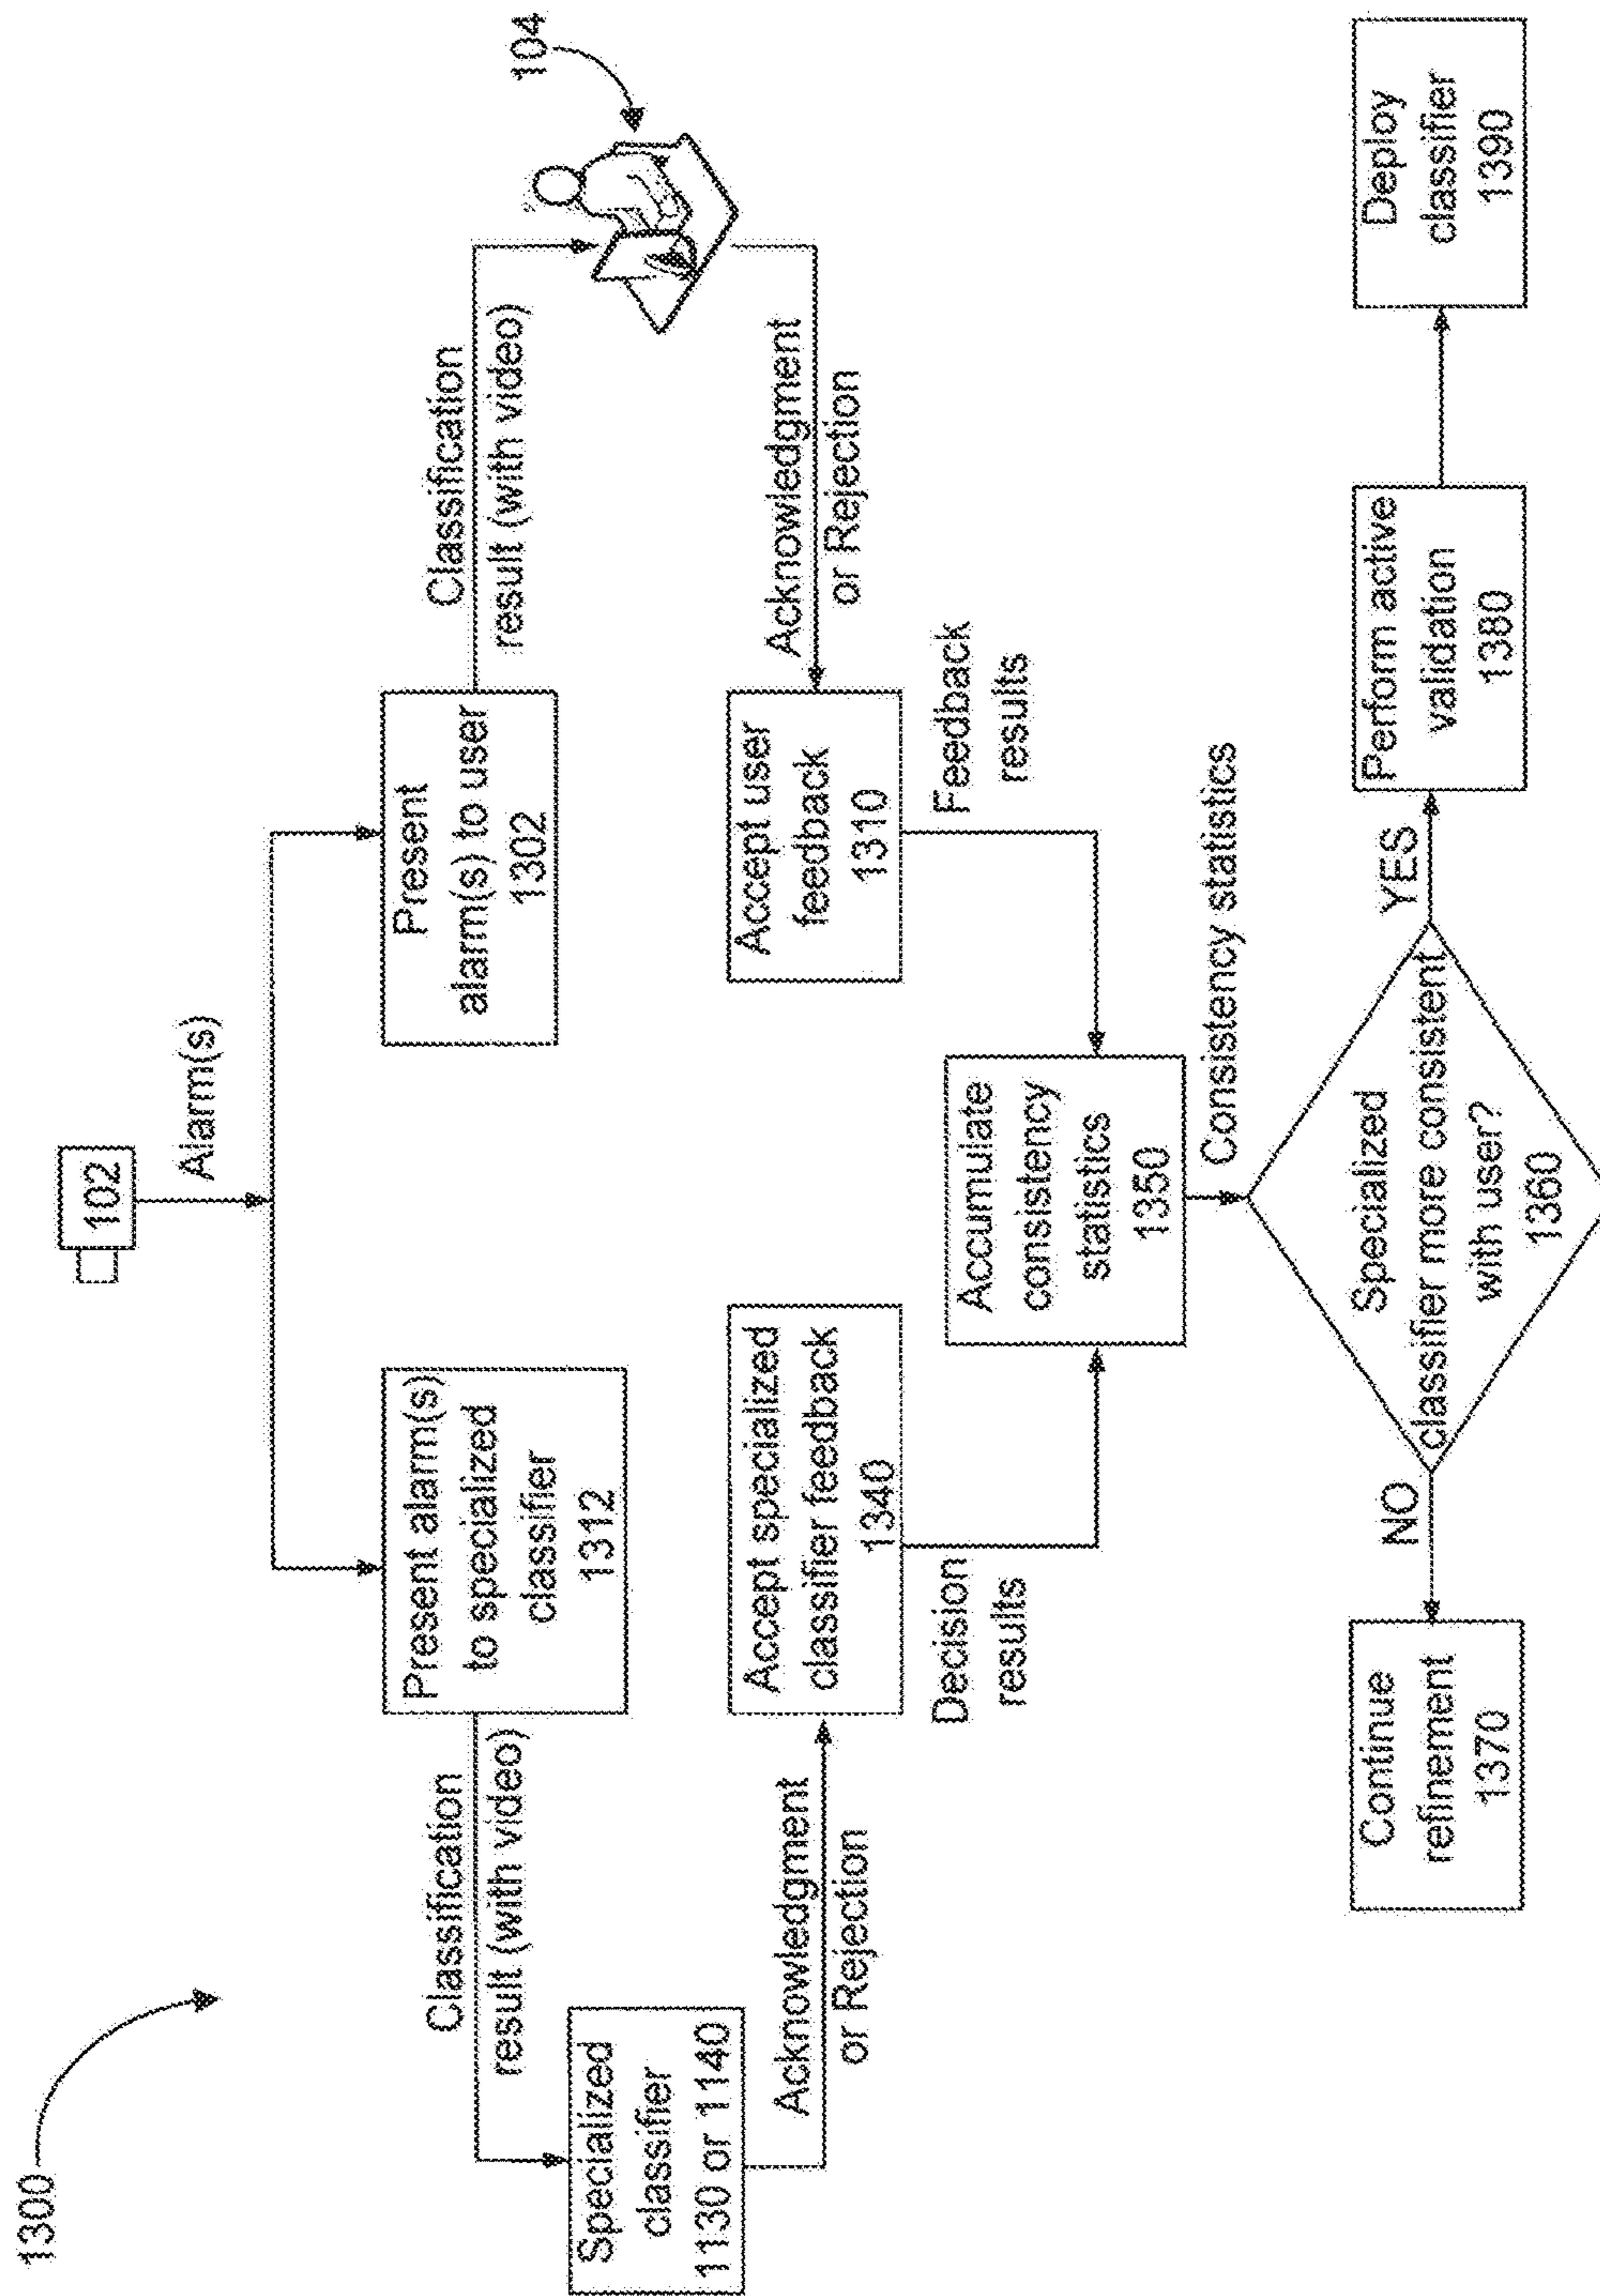 1300
102
Alarm(s)
Present alarm(s)
to specialized
classifier
1312
Present
alarm(s) to user
1302
Classification
result (with video)
Classification
result (with video)
104
Specialized
classifier
1130 or 1140
Acknowledgment
or Rejection
Acknowledgment
or Rejection
Accept specialized
classifier feedback
1340
Accept user
feedback
1310
Decision
results
Feedback
results
Accumulate
consistency
statistics
1350
Consistency statistics
Specialized
classifier more consistent
with user?
1360
NO
YES
Continue
refinement
1370
Perform active
validation
1380
Deploy
classifier
1390